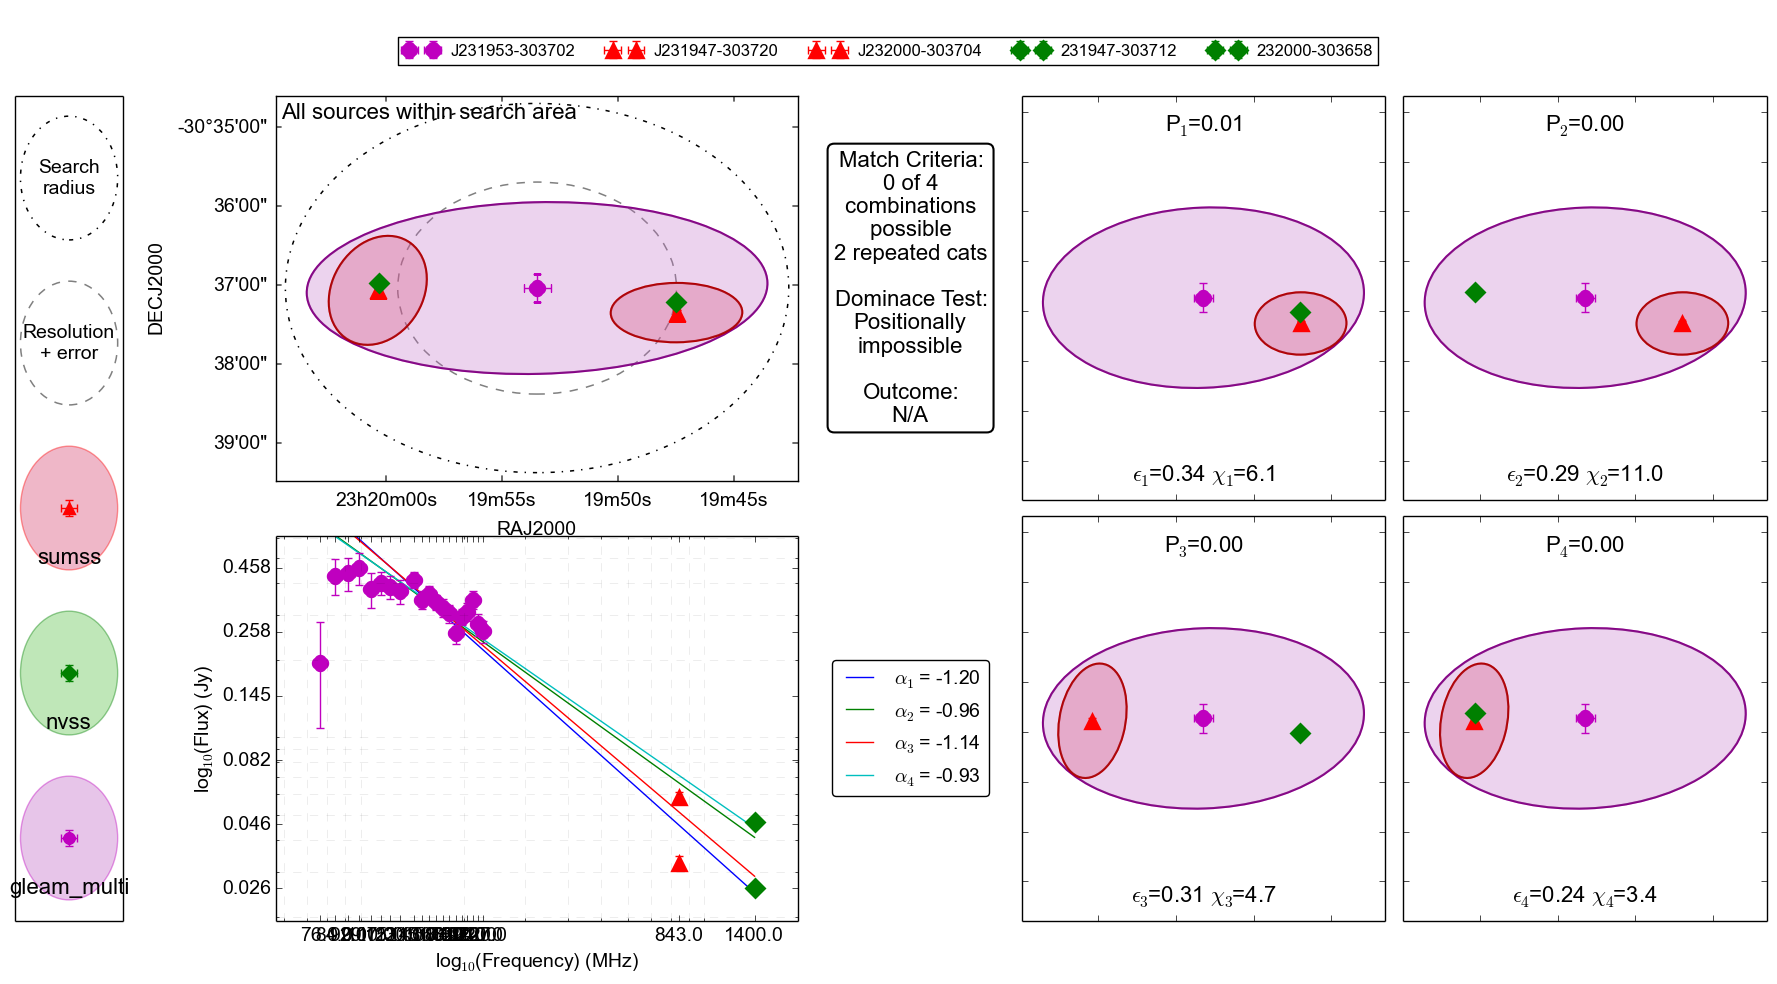 J231953-303702
J231947-303720
J232000-303704
231947-303712
232000-303658
Search
radius
Resolution
+ error
sumss
nvss
gleam_multi
All sources within search area
DECJ2000
-30°35'00"
36'00"
37'00"
38'00"
39'00"
23h20m00s
19m55s
19m50s
19m45s
RAJ2000
Match Criteria:
0 of 4
combinations
possible
2 repeated cats
Dominace Test:
Positionally
impossible
Outcome:
N/A
P1=0.01
ϵ1=0.34 χ1=6.1
P2=0.00
ϵ2=0.29 χ2=11.0
P3=0.00
ϵ3=0.31 χ3=4.7
P4=0.00
ϵ4=0.24 χ4=3.4
log10(Flux) (Jy)
0.458
0.258
0.145
0.082
0.046
0.026
843.0
1400.0
log10(Frequency) (MHz)
α1 = -1.20
α2 = -0.96
α3 = -1.14
α4 = -0.93